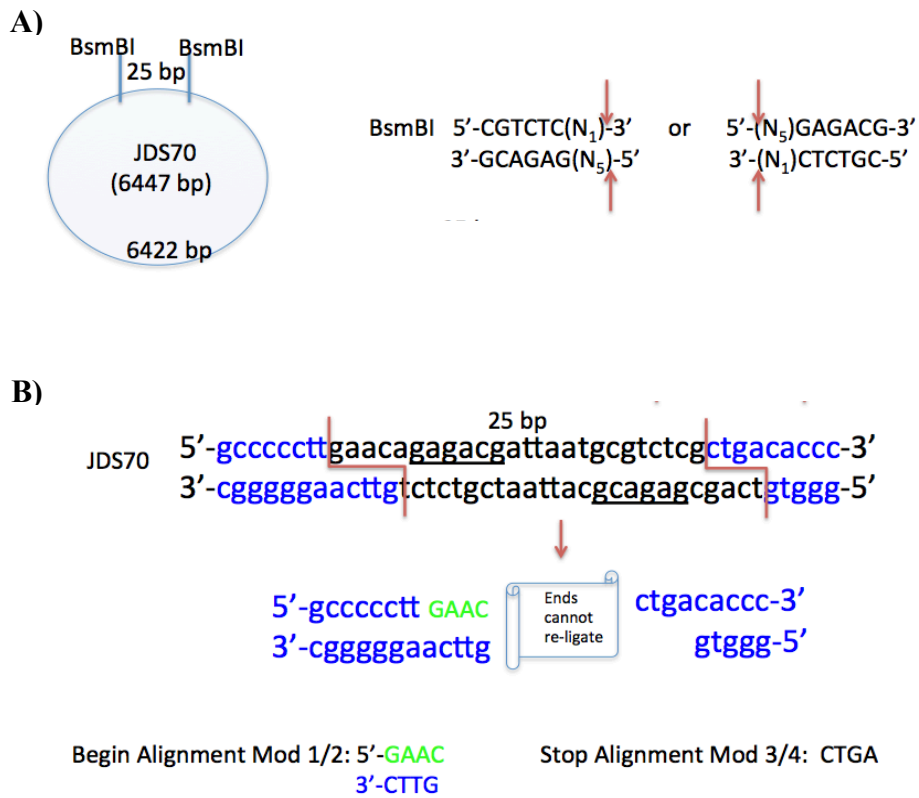 A)
BsmBI BsmBI
25 bp
JDS70
(6447 bp)
6422 bp
BsmBI 5’-CGTCTC(N1)-3’ or 5’-(N5)GAGACG-3’
3’-GCAGAG(N5)-5’ 3’-(N1)CTCTGC-5’
B)
25 bp
JDS70 5’-gcccccttgaacagagacgattaatgcgtctcgctgacaccc-3’
3’-cgggggaacttgtctctgctaattacgcagagcgactgtggg-5’
5’-gccccctt GAAC
3’-cgggggaacttg
Ends
cannot
re-ligate
ctgacaccc-3’
gtggg-5’
Begin Alignment Mod 1/2: 5’-GAAC Stop Alignment Mod 3/4: CTGA
3’-CTTG